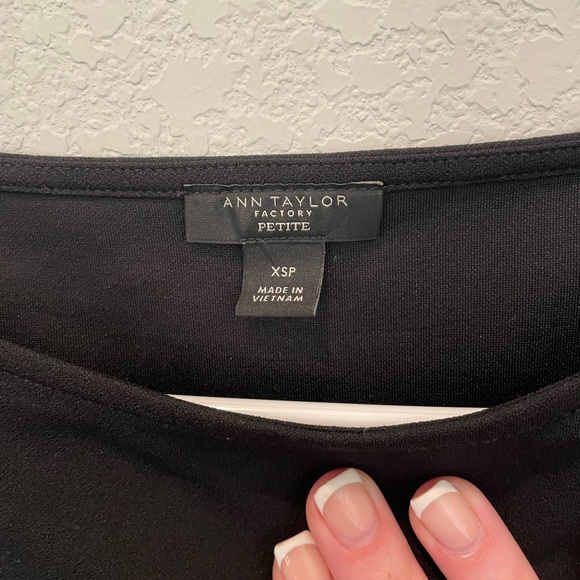 ANN TAYLOR
FACTORY
PETITE
XSP
MADE IN
VIETNAM